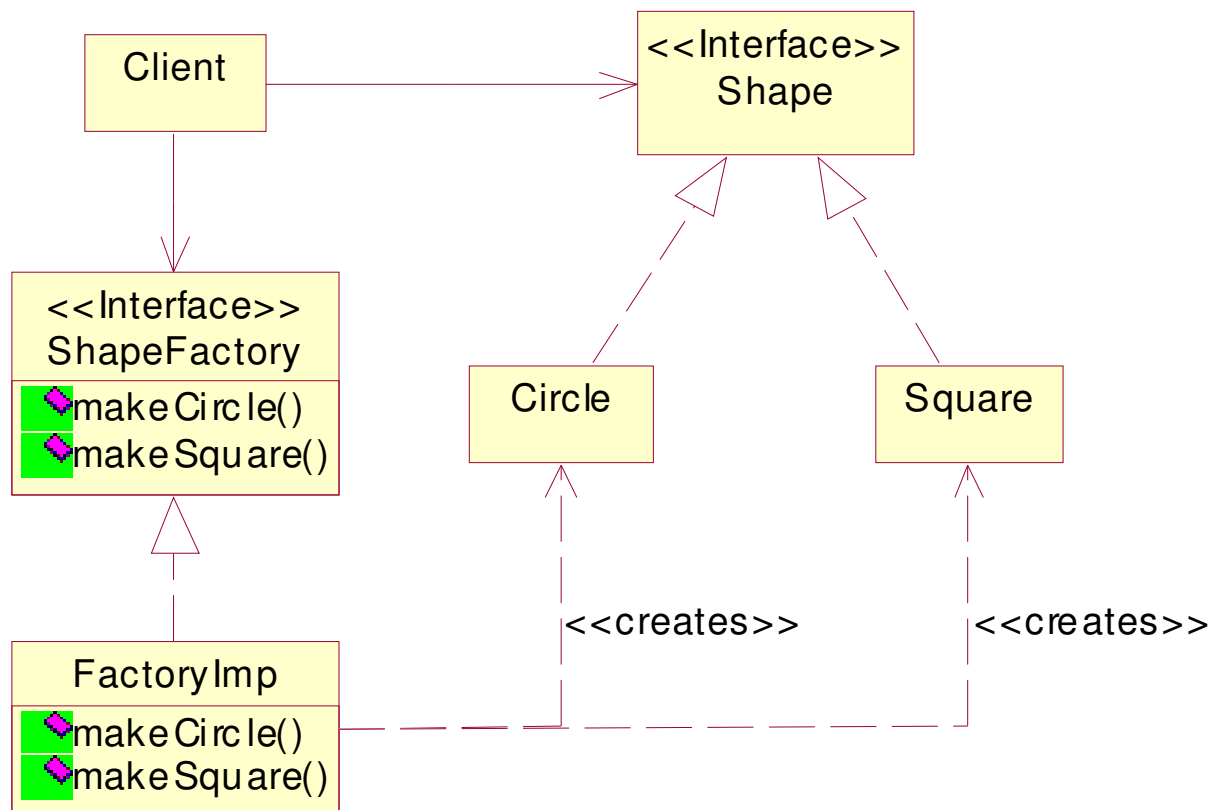 Client
<<Interface>>
Shape
<<Interface>>
ShapeFactory
makeCircle()
makeSquare()
Circle
Square
<<creates>>
<<creates>>
FactoryImp
makeCircle()
makeSquare()